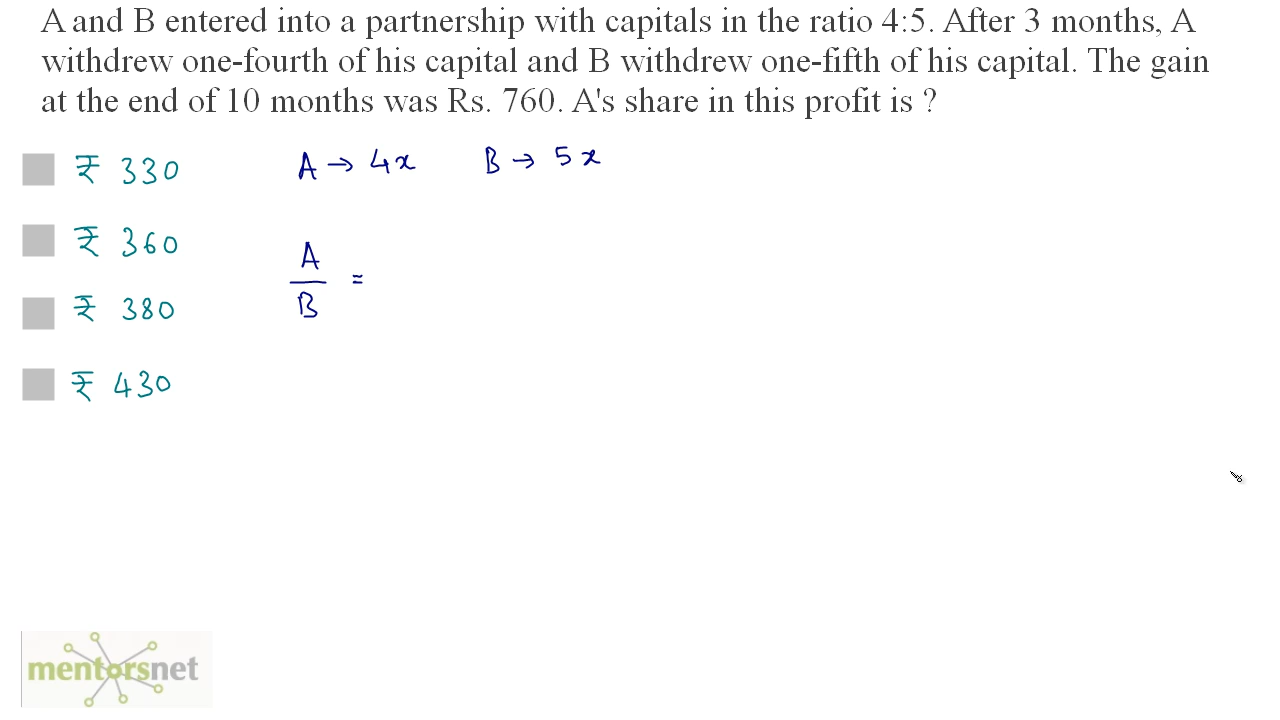 A and B entered into a partnership with capitals in the ratio 4:5. After 3 months, A
withdrew one-fourth of his capital and B withdrew one-fifth of his capital. The gain
at the end of 10 months was Rs. 760. A's share in this profit is ?
₹ 330 A → 4x B → 5x
₹ 360
A
B =
₹ 380
₹ 430
mentorsnet